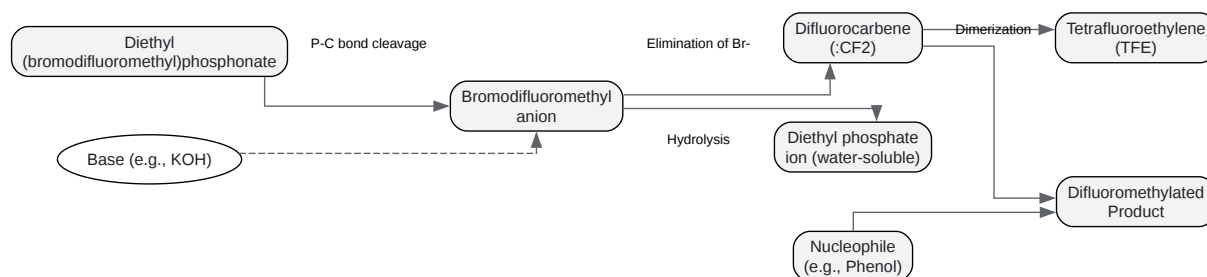 Diethyl
(bromodifluoromethyl)phosphonate
P-C bond cleavage
Base (e.g., KOH)
Bromodifluoromethyl
anion
Elimination of Br-
Hydrolysis
Difluorocarbene
(:CF2)
Dimerization
Tetrafluoroethylene
(TFE)
Diethyl phosphate
ion (water-soluble)
Nucleophile
(e.g., Phenol)
Difluoromethylated
Product